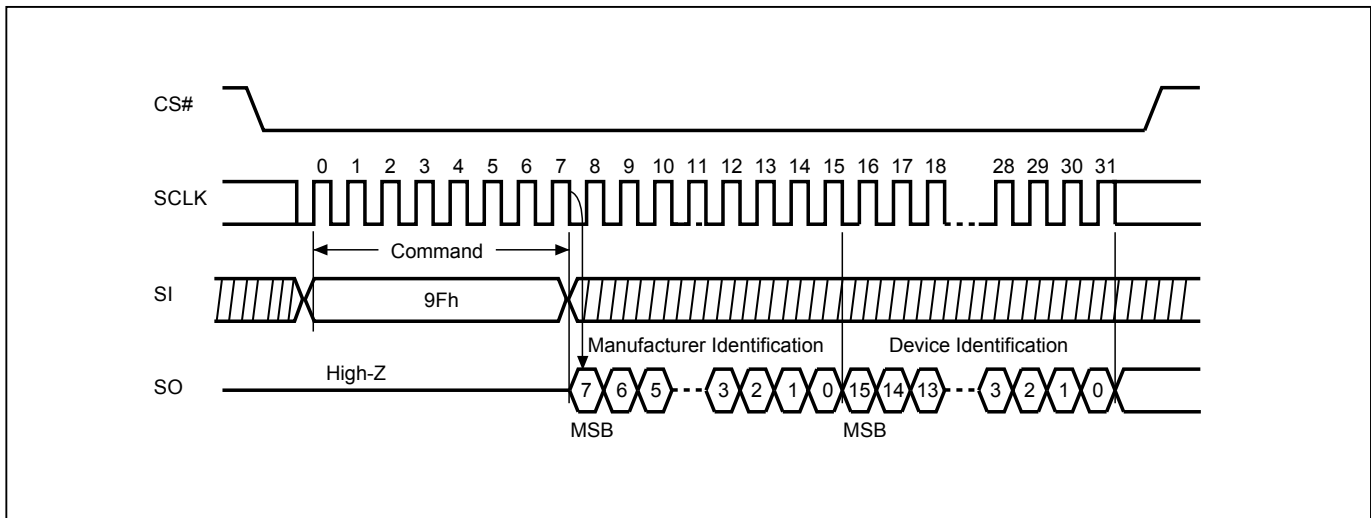 CS#
0 1 2 3 4 5 6 7 8 9 10 11 12 13 14 15 16 17 18 28 29 30 31
SCLK
Command
SI
9Fh
Manufacturer Identification Device Identification
High-Z
SO
7 6 5 3 2 1 0 15 14 13 3 2 1 0
MSB MSB